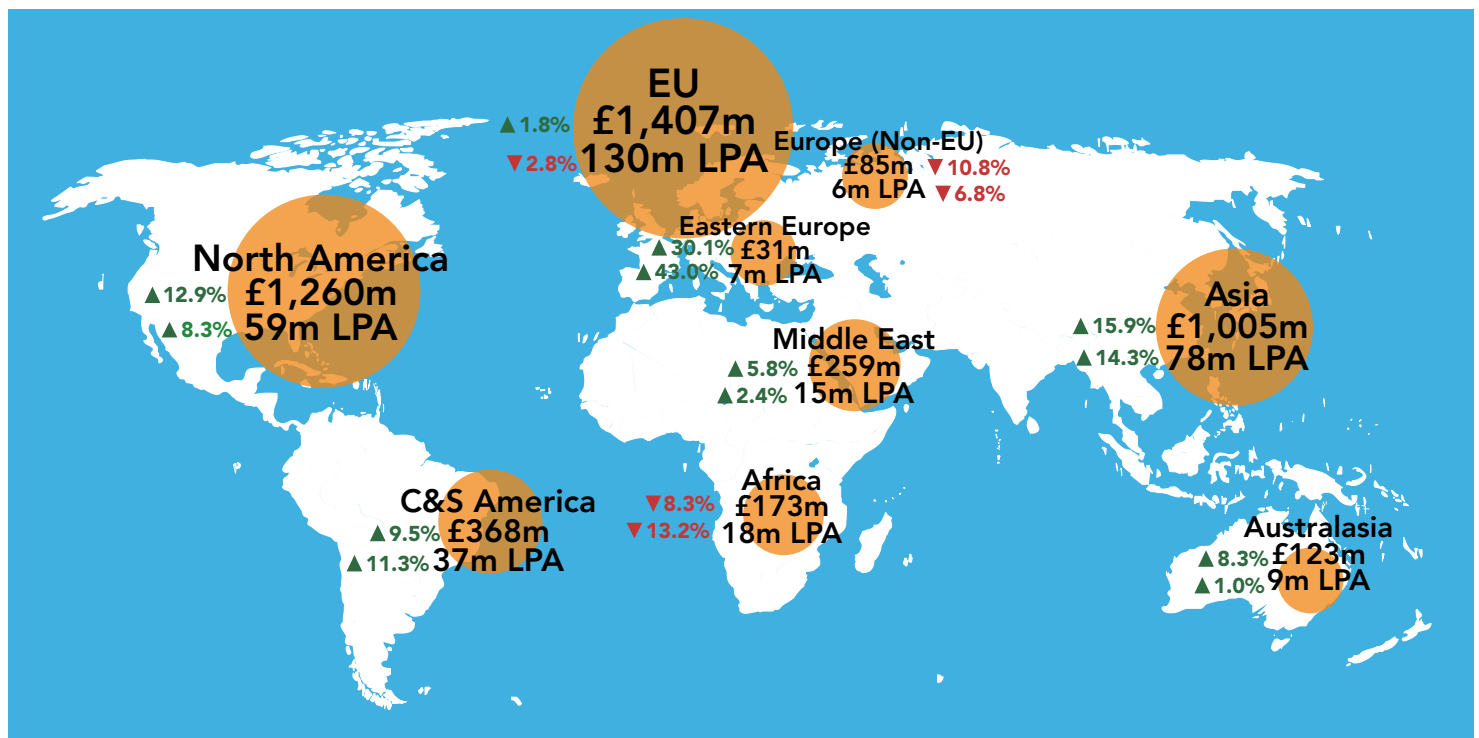 EU
▲ 1.8% £1,407m
▼ 2.8% 130m LPA
Europe (Non-EU)
£85m ▼ 10.8%
6m LPA ▼ 6.8%
Eastern Europe
▲ 30.1% £31m
▲ 43.0% 7m LPA
North America
▲ 12.9% £1,260m
▲ 8.3% 59m LPA
Asia
▲ 15.9% £1,005m
▲ 14.3% 78m LPA
Middle East
▲ 5.8% £259m
▲ 2.4% 15m LPA
C&S America
▲ 9.5% £368m
▲ 11.3% 37m LPA
Africa
▼ 8.3% £173m
▼ 13.2% 18m LPA
Australasia
▲ 8.3% £123m
▲ 1.0% 9m LPA